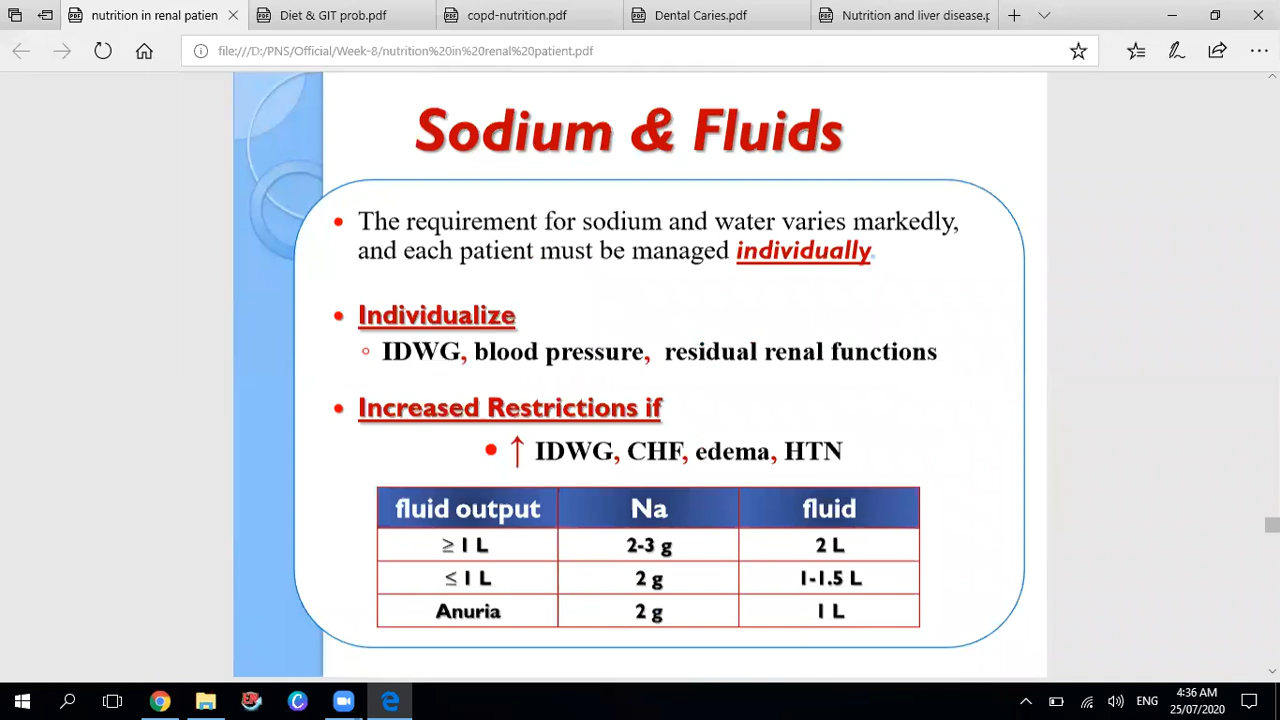 nutrition in renal patien
Diet & GIT prob.pdf
copd-nutrition.pdf
Dental Caries.pdf
Nutrition and liver disease.p
file:///D:/PNS/Official/Week-8/nutrition%20in%20renal%20patient.pdf
Sodium & Fluids
• The requirement for sodium and water varies markedly,
and each patient must be managed individually.
• Individualize
◦ IDWG, blood pressure, residual renal functions
• Increased Restrictions if
• ↑ IDWG, CHF, edema, HTN
fluid output Na fluid
≥ 1 L 2-3 g 2 L
≤ 1 L 2 g 1-1.5 L
Anuria 2 g 1 L
ENG
4:36 AM
25/07/2020